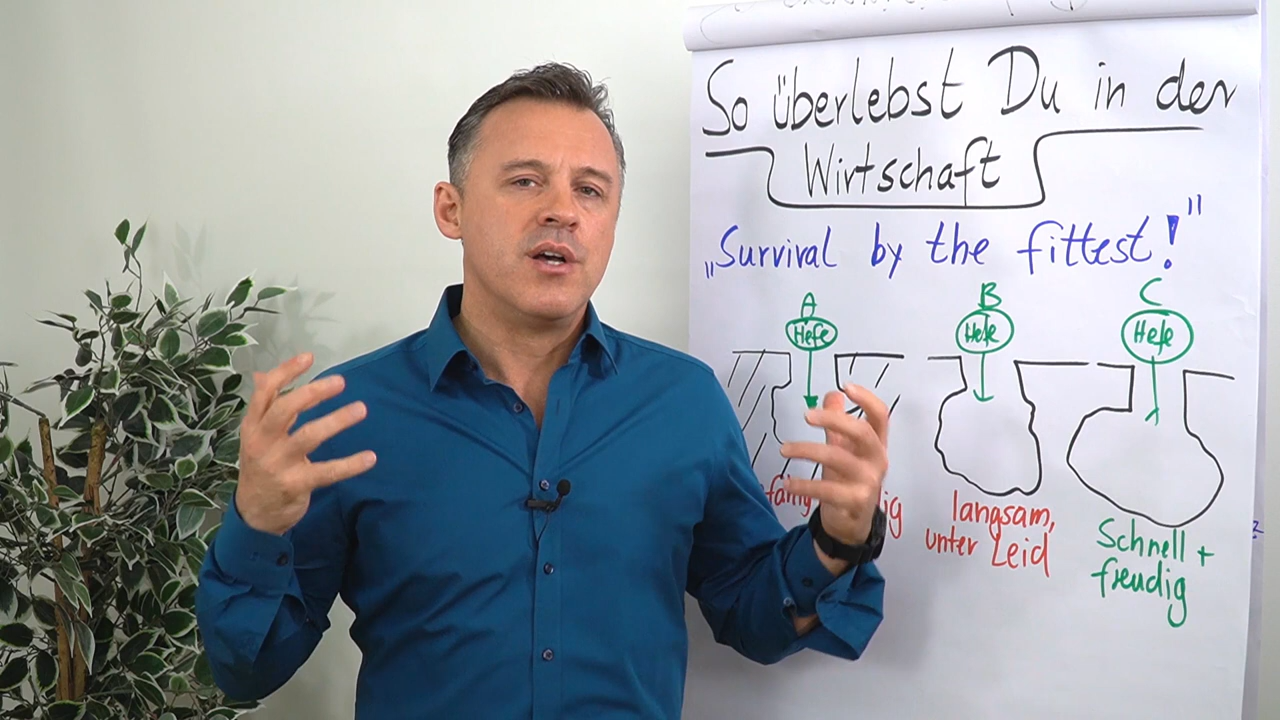 So überlebst Du in der
Wirtschaft
„Survival by the fittest!"
A B C
Hefe Hefe Hefe
langsam,
unter Leid
Schnell +
freudig